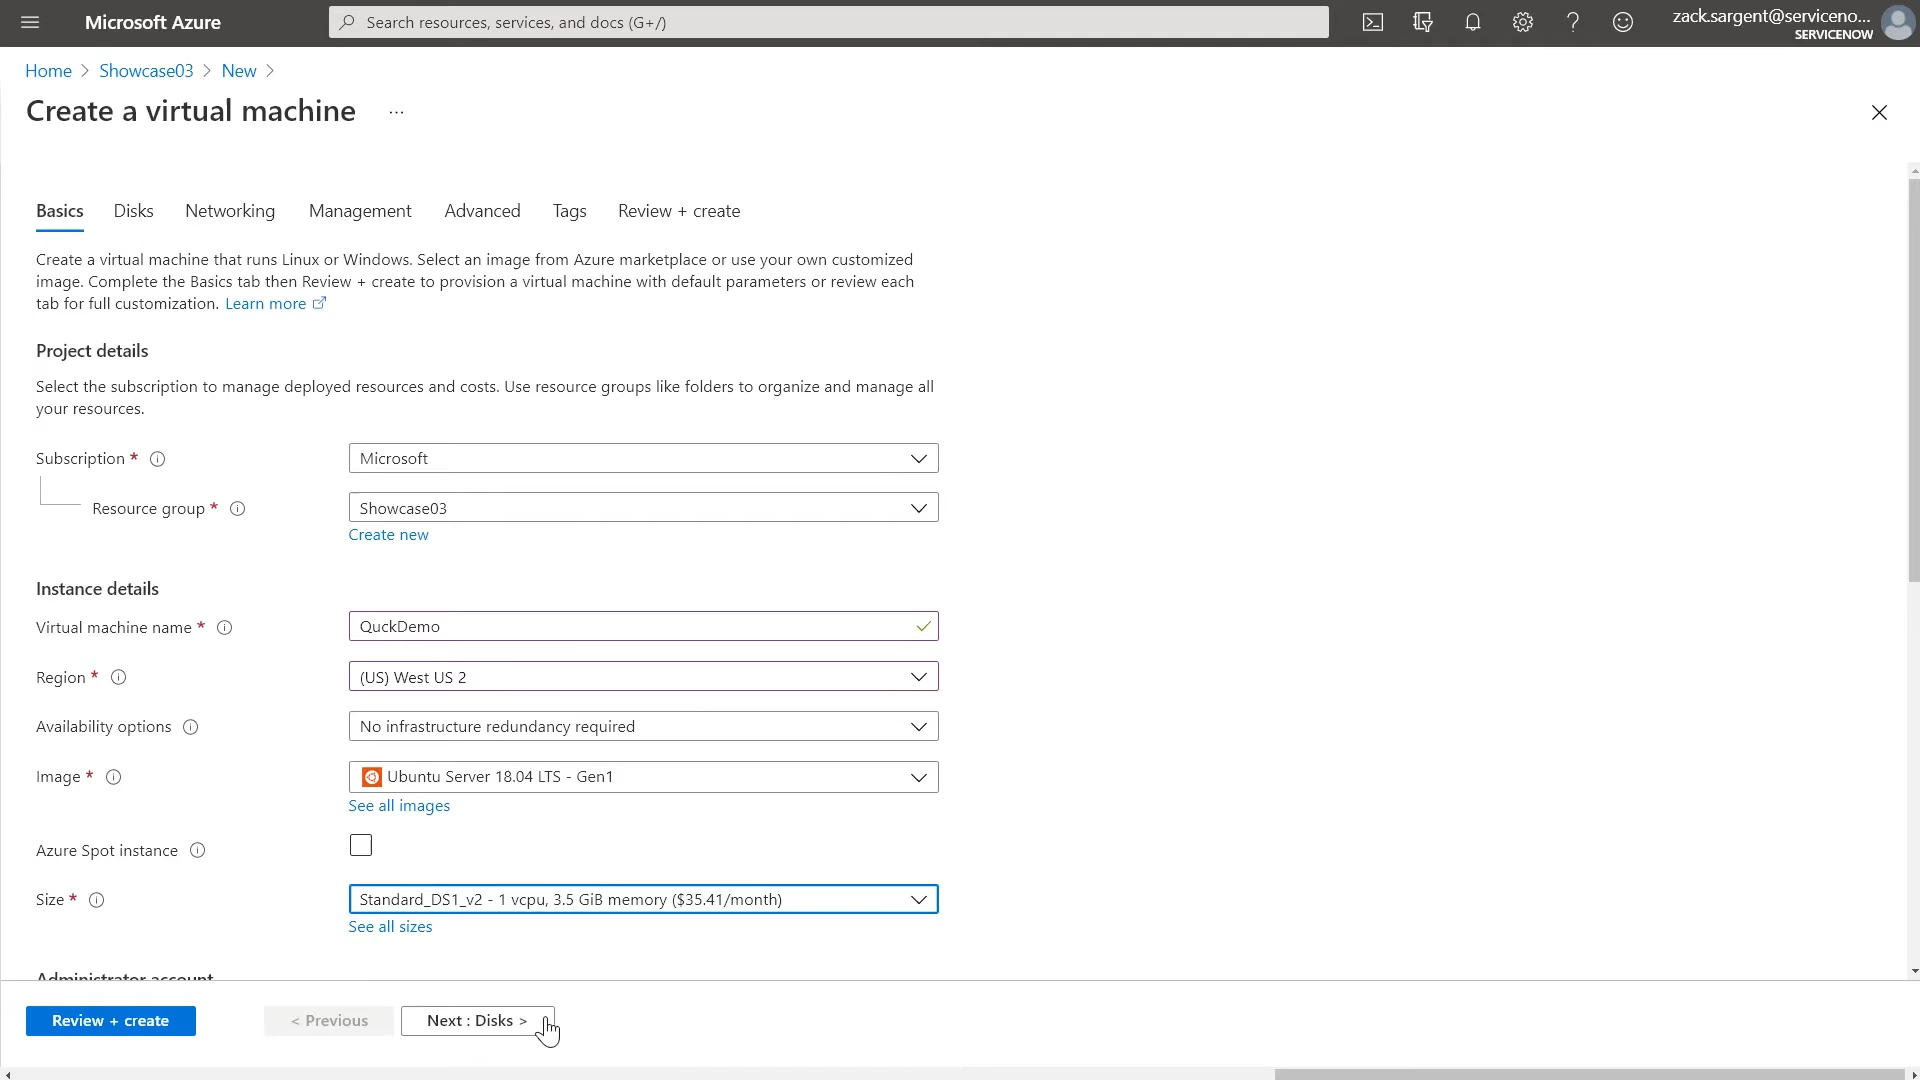 Microsoft Azure
Search resources, services, and docs (G+/)
zack.sargent@serviceno...
SERVICENOW
Home > Showcase03 > New >
Create a virtual machine ...
Basics Disks Networking Management Advanced Tags Review + create
Create a virtual machine that runs Linux or Windows. Select an image from Azure marketplace or use your own customized
image. Complete the Basics tab then Review + create to provision a virtual machine with default parameters or review each
tab for full customization. Learn more
Project details
Select the subscription to manage deployed resources and costs. Use resource groups like folders to organize and manage all
your resources.
Subscription * Microsoft
Resource group * Showcase03
Create new
Instance details
Virtual machine name * QuckDemo
Region * (US) West US 2
Availability options No infrastructure redundancy required
Image * Ubuntu Server 18.04 LTS - Gen1
See all images
Azure Spot instance
Size * Standard_DS1_v2 - 1 vcpu, 3.5 GiB memory ($35.41/month)
See all sizes
Administrator account
Review + create < Previous Next : Disks >